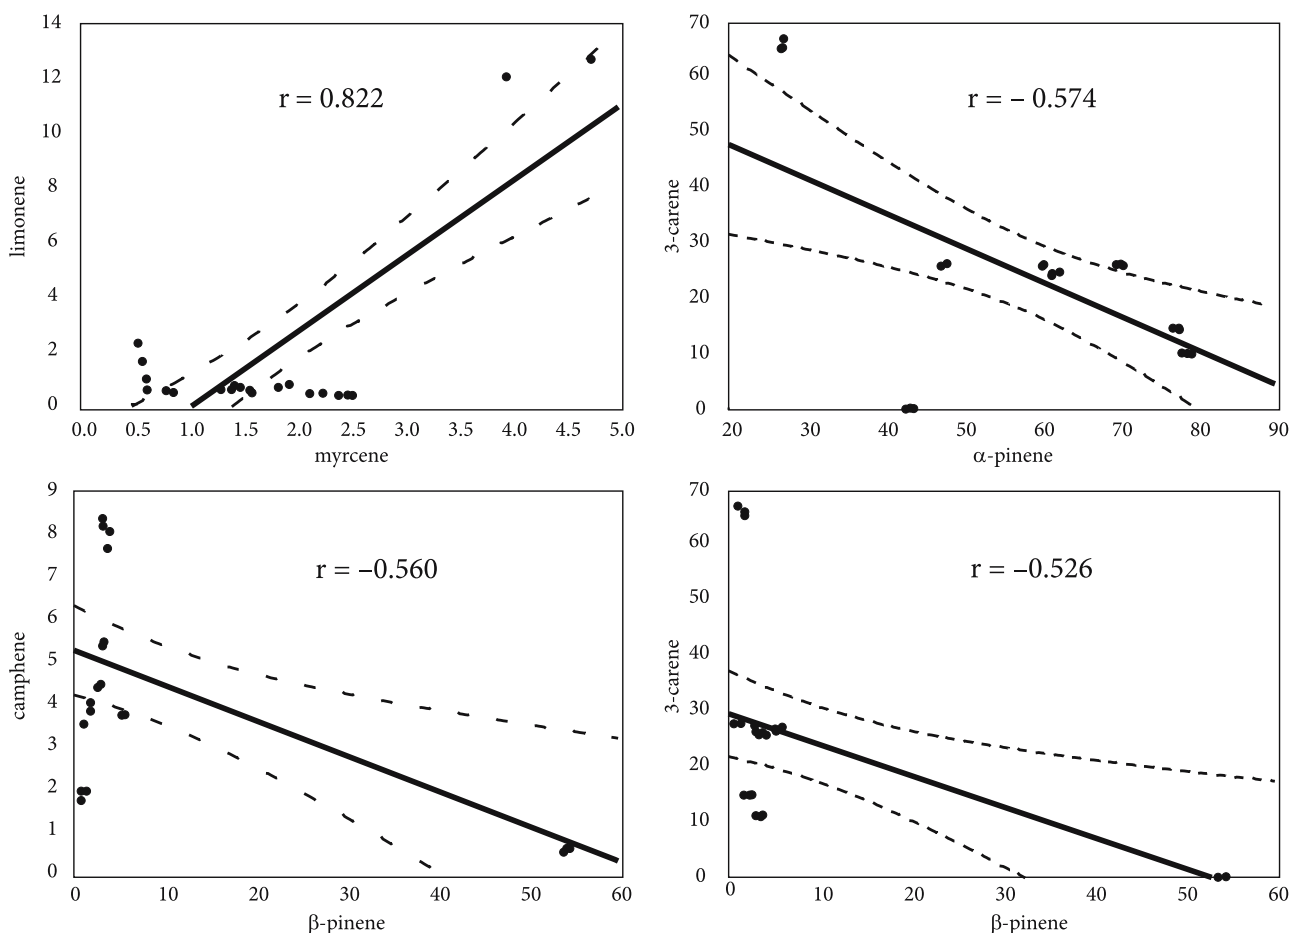 14
12
10
8
6
4
2
0
limonene
r = 0.822
0.0 0.5 1.0 1.5 2.0 2.5 3.0 3.5 4.0 4.5 5.0
myrcene
70
60
50
40
30
20
10
0
3-carene
r = − 0.574
20 40 50 60 70 80 90
α-pinene
9
8
7
6
5
4
3
2
1
0
camphene
r = −0.560
0 10 20 30 40 50 60
β-pinene
70
60
50
40
30
20
10
0
3-carene
r = −0.526
0 10 20 30 40 50 60
β-pinene